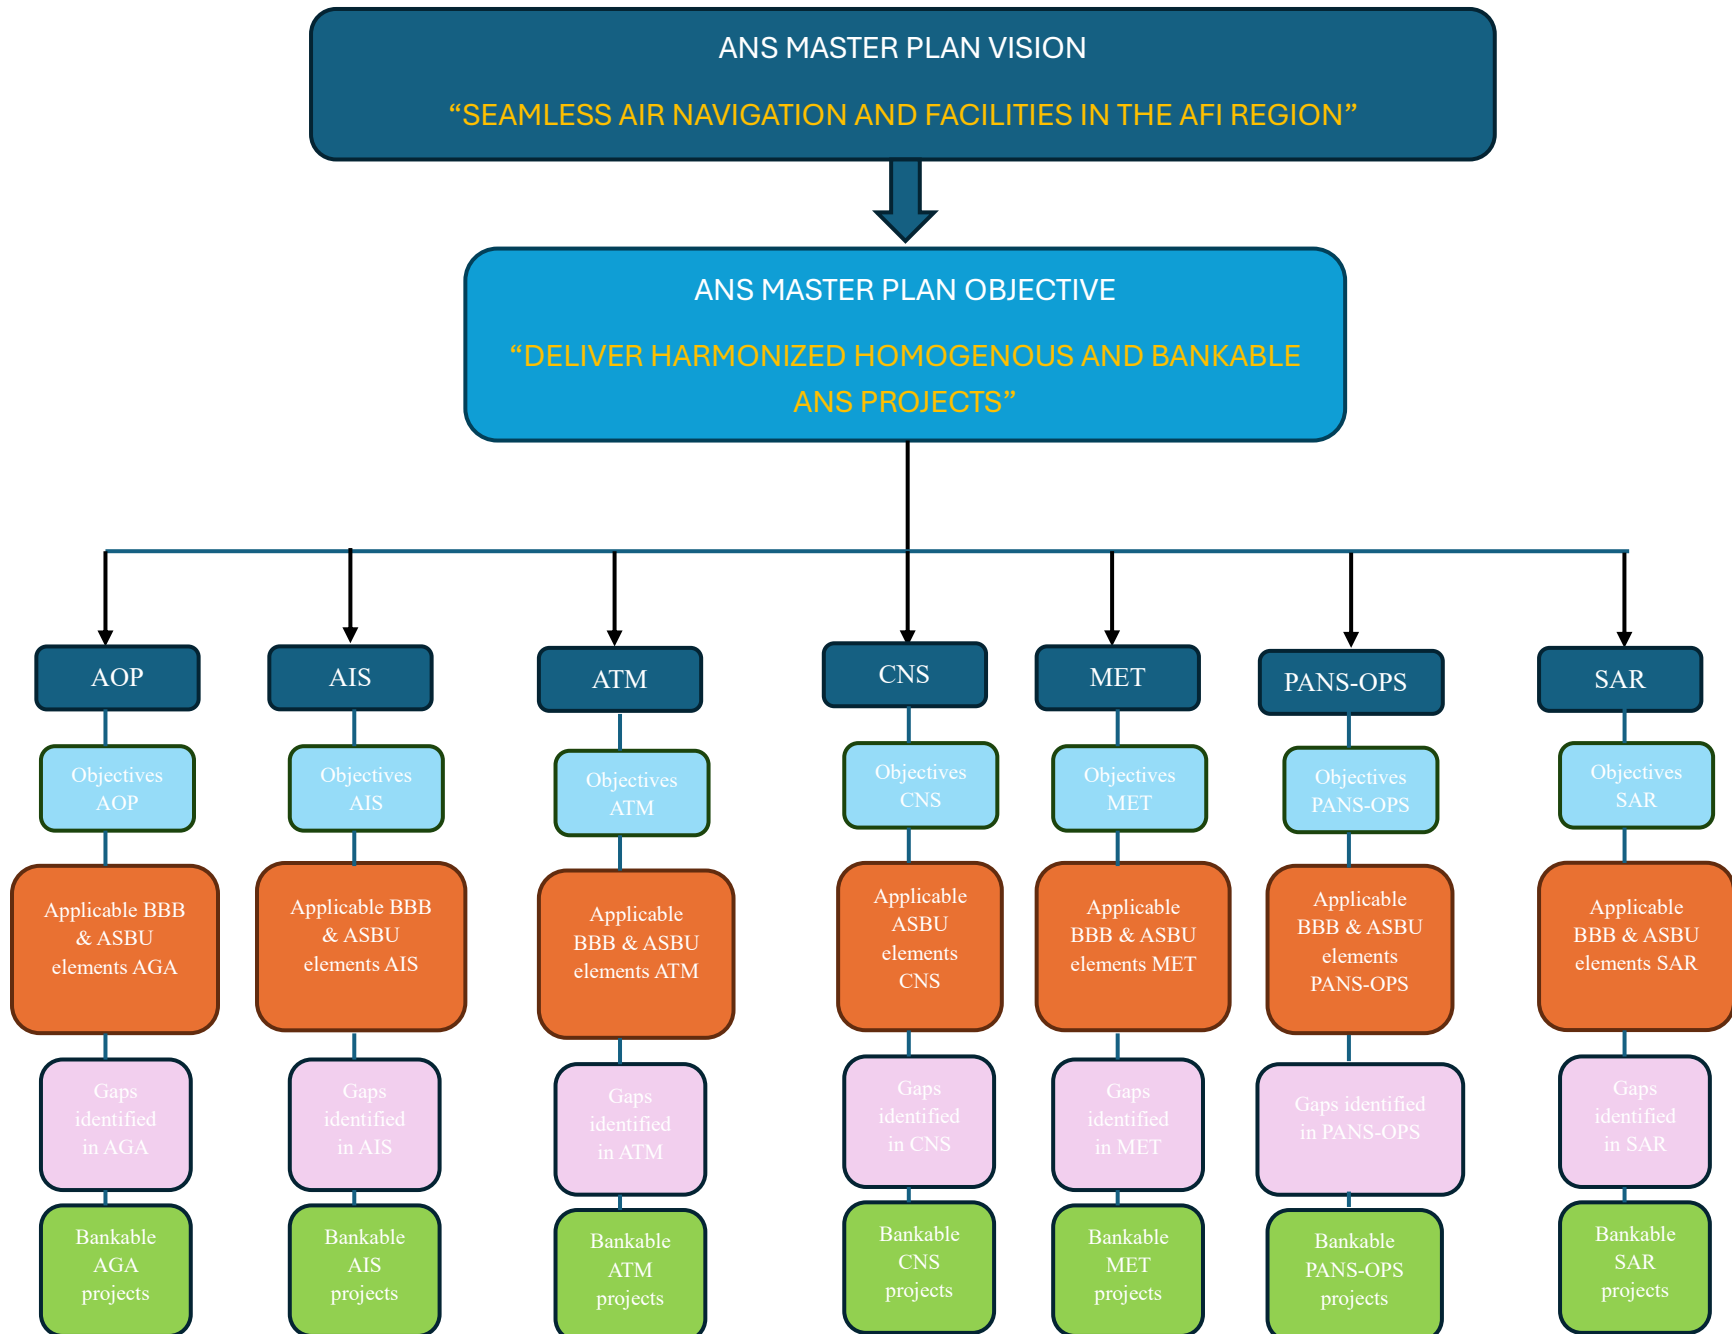 ANS MASTER PLAN VISION
“SEAMLESS AIR NAVIGATION AND FACILITIES IN THE AFI REGION”
ANS MASTER PLAN OBJECTIVE
“DELIVER HARMONIZED HOMOGENOUS AND BANKABLE
ANS PROJECTS”
AOP
AIS
ATM
CNS
MET
PANS-OPS
SAR
Objectives
AOP
Objectives
AIS
Objectives
ATM
Objectives
CNS
Objectives
MET
Objectives
PANS-OPS
Objectives
SAR
Applicable BBB
& ASBU
elements AGA
Applicable BBB
& ASBU
elements AIS
Applicable
BBB & ASBU
elements ATM
Applicable
ASBU
elements
CNS
Applicable
BBB & ASBU
elements MET
Applicable
BBB & ASBU
elements
PANS-OPS
Applicable
BBB & ASBU
elements SAR
Gaps
identified
in AGA
Gaps
identified
in AIS
Gaps
identified
in ATM
Gaps
identified
in CNS
Gaps
identified
in MET
Gaps identified
in PANS-OPS
Gaps
identified
in SAR
Bankable
AGA
projects
Bankable
AIS
projects
Bankable
ATM
projects
Bankable
CNS
projects
Bankable
MET
projects
Bankable
PANS-OPS
projects
Bankable
SAR
projects